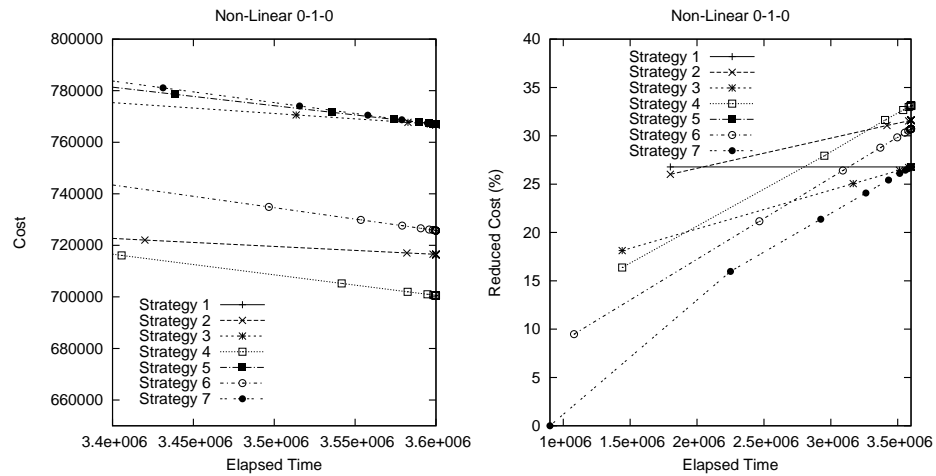 Non-Linear 0-1-0
800000
780000
760000
740000
720000
700000
680000
660000
Cost
Strategy 1
Strategy 2
Strategy 3
Strategy 4
Strategy 5
Strategy 6
Strategy 7
3.4e+006
3.45e+006
3.5e+006
3.55e+006
3.6e+006
Elapsed Time
Non-Linear 0-1-0
40
35
30
25
20
15
10
5
0
Reduced Cost (%)
Strategy 1
Strategy 2
Strategy 3
Strategy 4
Strategy 5
Strategy 6
Strategy 7
1e+006
1.5e+006
2e+006
2.5e+006
3e+006
3.5e+006
Elapsed Time